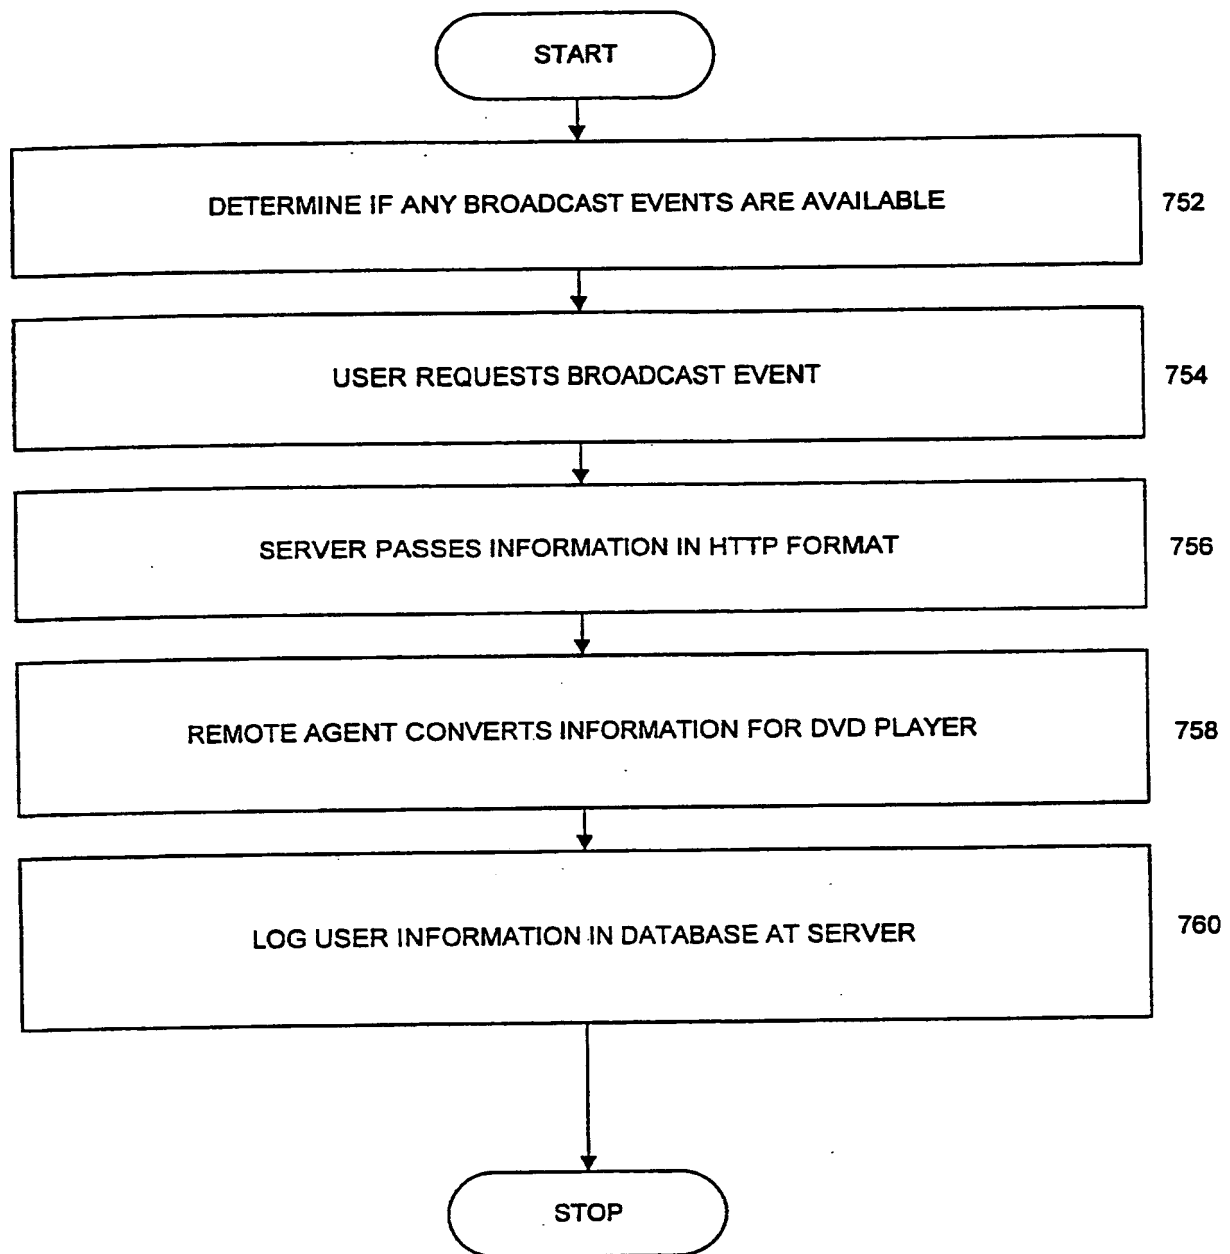 START
DETERMINE IF ANY BROADCAST EVENTS ARE AVAILABLE
752
USER REQUESTS BROADCAST EVENT
754
SERVER PASSES INFORMATION IN HTTP FORMAT
756
REMOTE AGENT CONVERTS INFORMATION FOR DVD PLAYER
758
LOG USER INFORMATION IN DATABASE AT SERVER
760
STOP